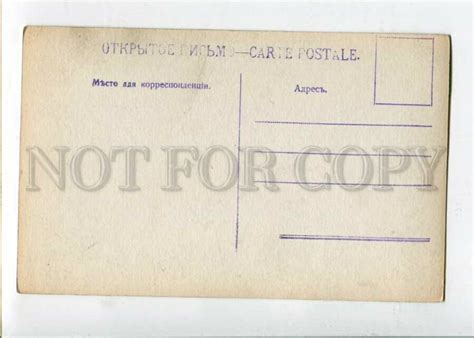 ОТКРЫТОЕ ПИСЬМО—CARTE POSTALE.
Мѣсто для корреспонденціи.
Адресъ.
NOT FOR COPY